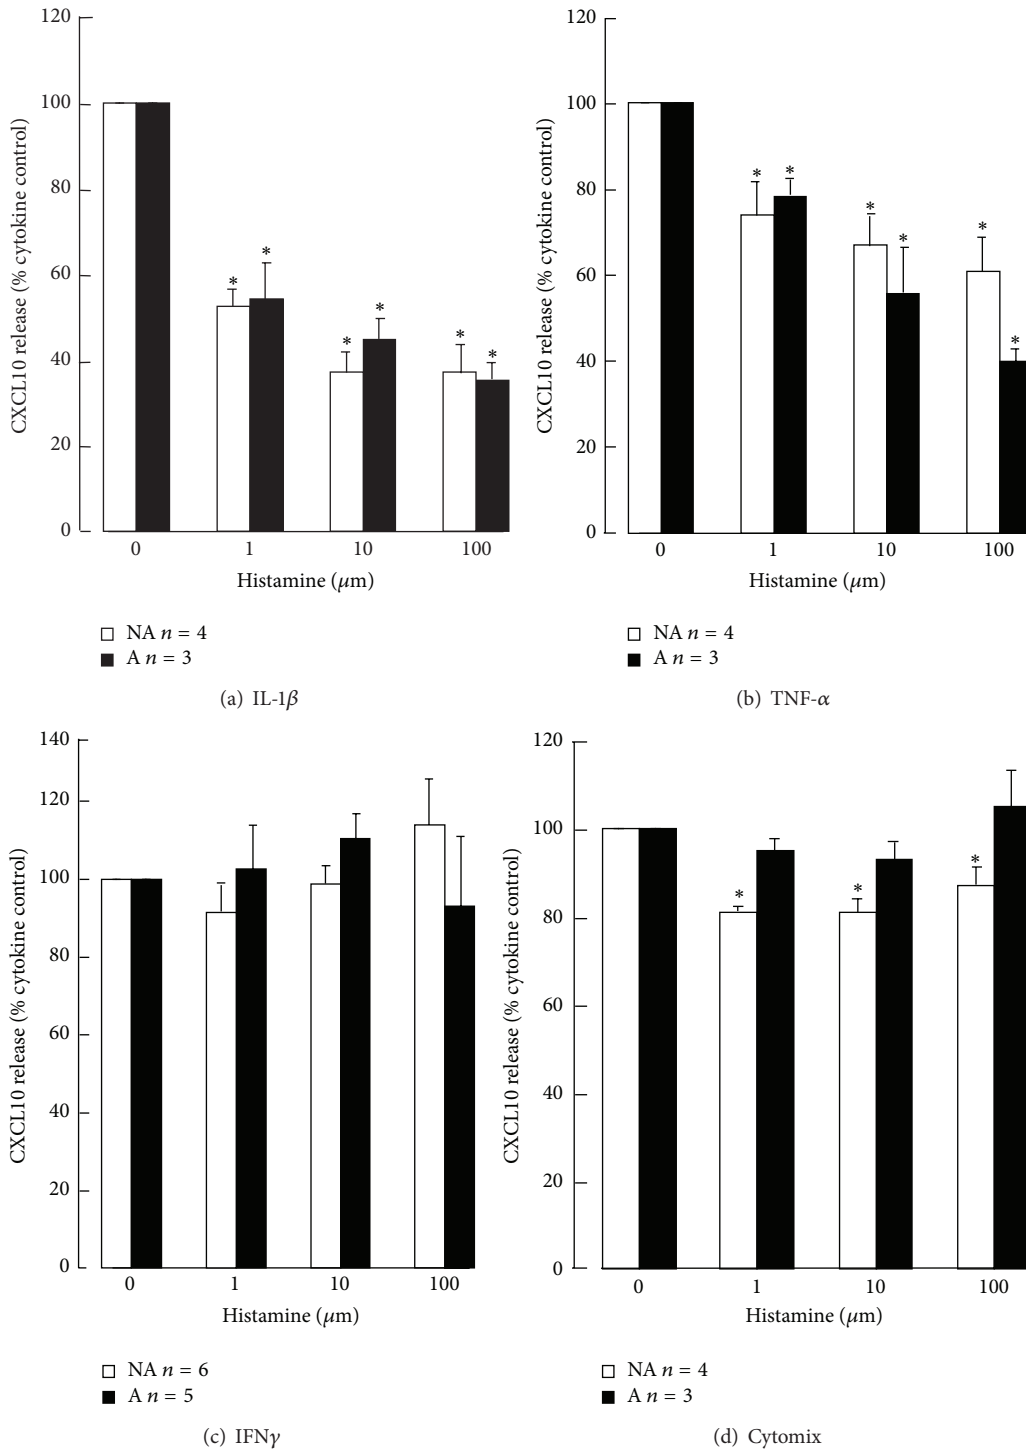 CXCL10 release (% cytokine control)
120
100
80
60
40
20
0
* * * * * *
0 1 10 100
Histamine (μm)
NA n = 4
A n = 3
(a) IL-1β
CXCL10 release (% cytokine control)
120
100
80
60
40
20
0
* * * * * *
0 1 10 100
Histamine (μm)
NA n = 4
A n = 3
(b) TNF-α
CXCL10 release (% cytokine control)
140
120
100
80
60
40
20
0
0 1 10 100
Histamine (μm)
NA n = 6
A n = 5
(c) IFNγ
CXCL10 release (% cytokine control)
120
100
80
60
40
20
0
* * *
0 1 10 100
Histamine (μm)
NA n = 4
A n = 3
(d) Cytomix